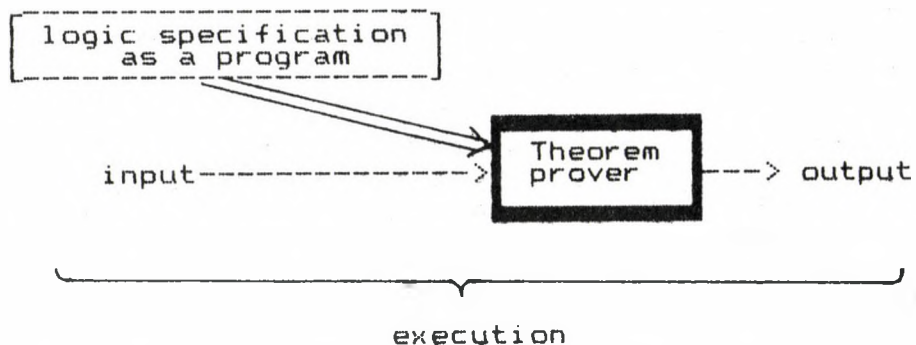 logic specification
as a program
Theorem
prover
input
output
execution